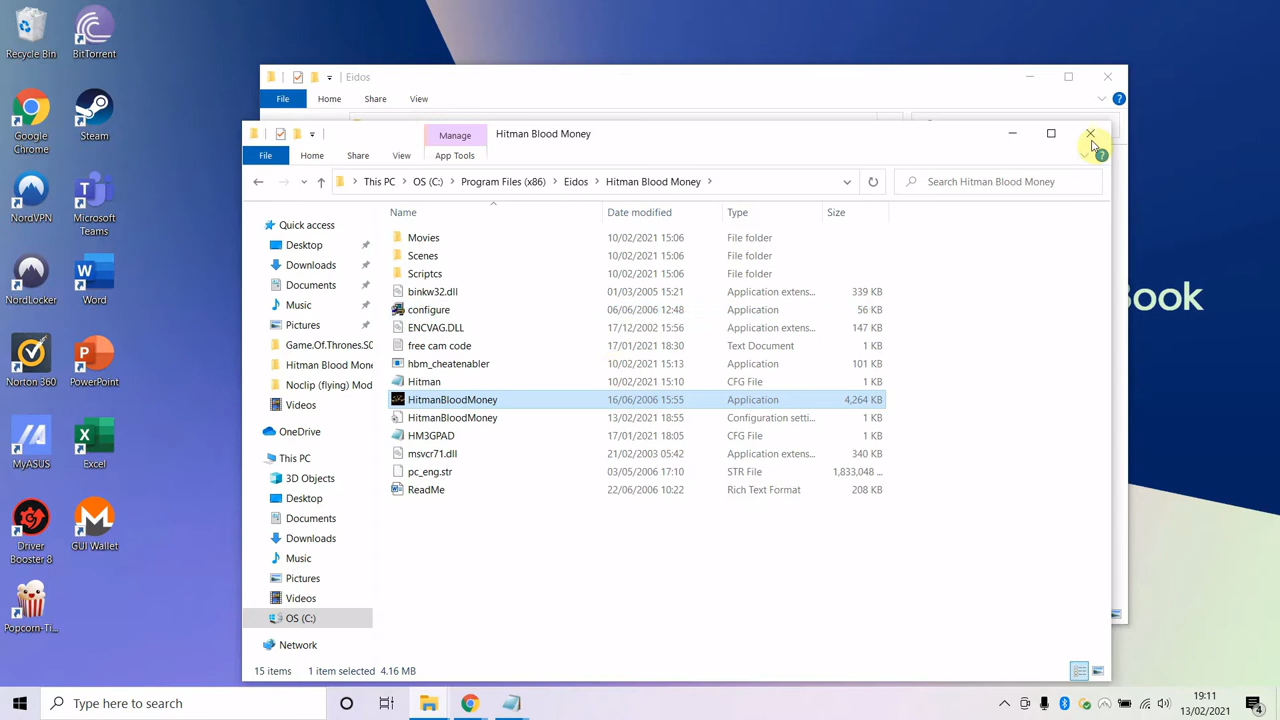 Recycle Bin
BitTorrent
Google Chrome
Steam
NordVPN
Microsoft Teams
NordLocker
Word
Norton 360
PowerPoint
MyASUS
Excel
Driver Booster 8
GUI Wallet
Popcorn-Ti...
Eidos
File Home Share View
Manage Hitman Blood Money
File Home Share View App Tools
This PC OS (C:) Program Files (x86) Eidos Hitman Blood Money
Search Hitman Blood Money
Name Date modified Type Size
Quick access
Desktop
Downloads
Documents
Music
Pictures
Game.Of.Thrones.S0
Hitman Blood Mone
Noclip (flying) Mod
Videos
OneDrive
This PC
3D Objects
Desktop
Documents
Downloads
Music
Pictures
Videos
OS (C:)
Network
Movies 10/02/2021 15:06 File folder
Scenes 10/02/2021 15:06 File folder
Scriptcs 10/02/2021 15:06 File folder
binkw32.dll 01/03/2005 15:21 Application extens... 339 KB
configure 06/06/2006 12:48 Application 56 KB
ENCVAG.DLL 17/12/2002 15:56 Application extens... 147 KB
free cam code 17/01/2021 18:30 Text Document 1 KB
hbm_cheatenabler 10/02/2021 15:13 Application 101 KB
Hitman 10/02/2021 15:10 CFG File 1 KB
HitmanBloodMoney 16/06/2006 15:55 Application 4,264 KB
HitmanBloodMoney 13/02/2021 18:55 Configuration setti... 1 KB
HM3GPAD 17/01/2021 18:05 CFG File 1 KB
msvcr71.dll 21/02/2003 05:42 Application extens... 340 KB
pc_eng.str 03/05/2006 17:10 STR File 1,833,048 ...
ReadMe 22/06/2006 10:22 Rich Text Format 208 KB
15 items 1 item selected 4.16 MB
Book
Type here to search
19:11
13/02/2021
4